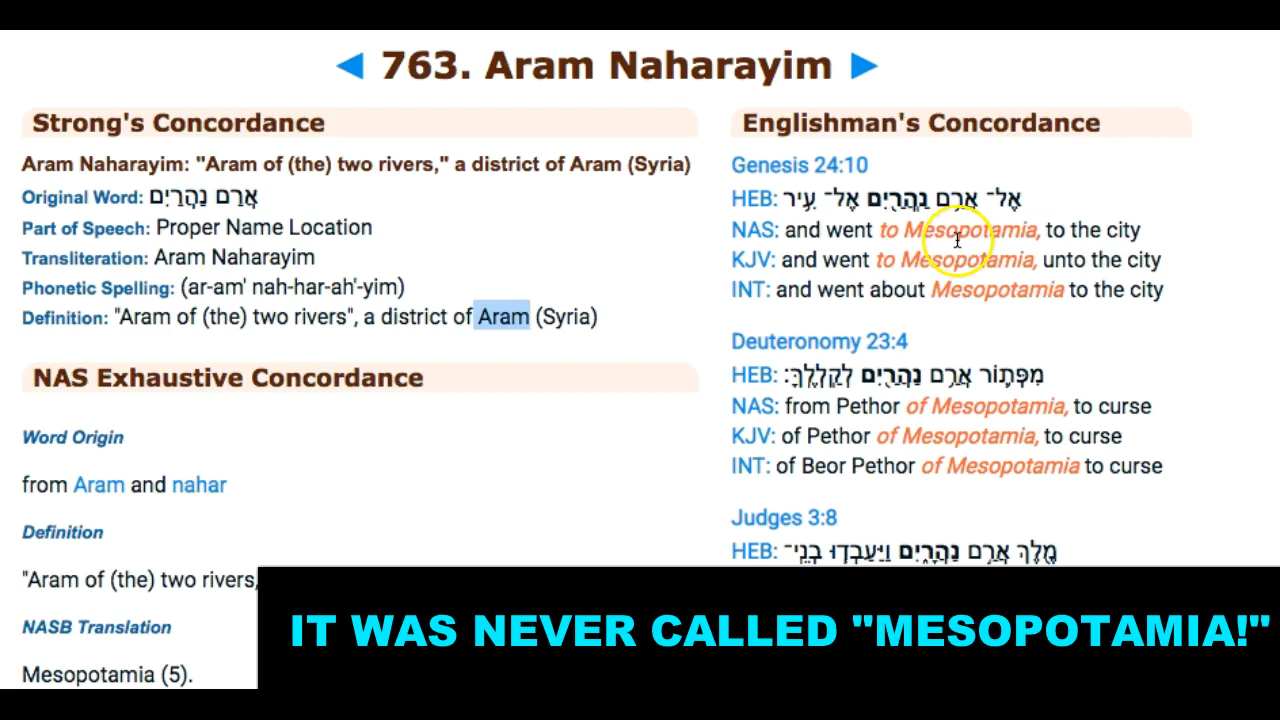 ◀ 763. Aram Naharayim ▶
Strong's Concordance
Aram Naharayim: "Aram of (the) two rivers," a district of Aram (Syria)
Original Word: אֲרַם נַהֲרַיִם
Part of Speech: Proper Name Location
Transliteration: Aram Naharayim
Phonetic Spelling: (ar-am' nah-har-ah'-yim)
Definition: "Aram of (the) two rivers", a district of Aram (Syria)
NAS Exhaustive Concordance
Word Origin
from Aram and nahar
Definition
"Aram of (the) two rivers,
NASB Translation
Mesopotamia (5).
Englishman's Concordance
Genesis 24:10
HEB: אֶל־ אֲרַ֥ם נַֽהֲרַ֖יִם אֶל־ עִ֥יר
NAS: and went to Mesopotamia, to the city
KJV: and went to Mesopotamia, unto the city
INT: and went about Mesopotamia to the city
Deuteronomy 23:4
HEB: מִפְּת֛וֹר אֲרַ֥ם נַהֲרַ֖יִם לְקַֽלְלֶֽךָּ׃
NAS: from Pethor of Mesopotamia, to curse
KJV: of Pethor of Mesopotamia, to curse
INT: of Beor Pethor of Mesopotamia to curse
Judges 3:8
HEB: מֶ֖לֶךְ אֲרַ֣ם נַהֲרָ֑יִם וַיַּעַבְד֧וּ בְנֵֽי־
IT WAS NEVER CALLED "MESOPOTAMIA!"